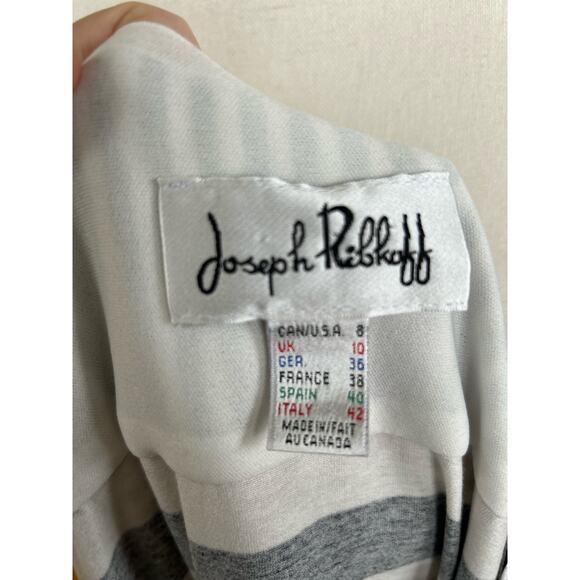 Joseph Ribkoff
CAN/U.S.A. 8
UK 10
GER. 36
FRANCE 38
SPAIN 40
ITALY 42
MADE IN/FAIT
AU CANADA